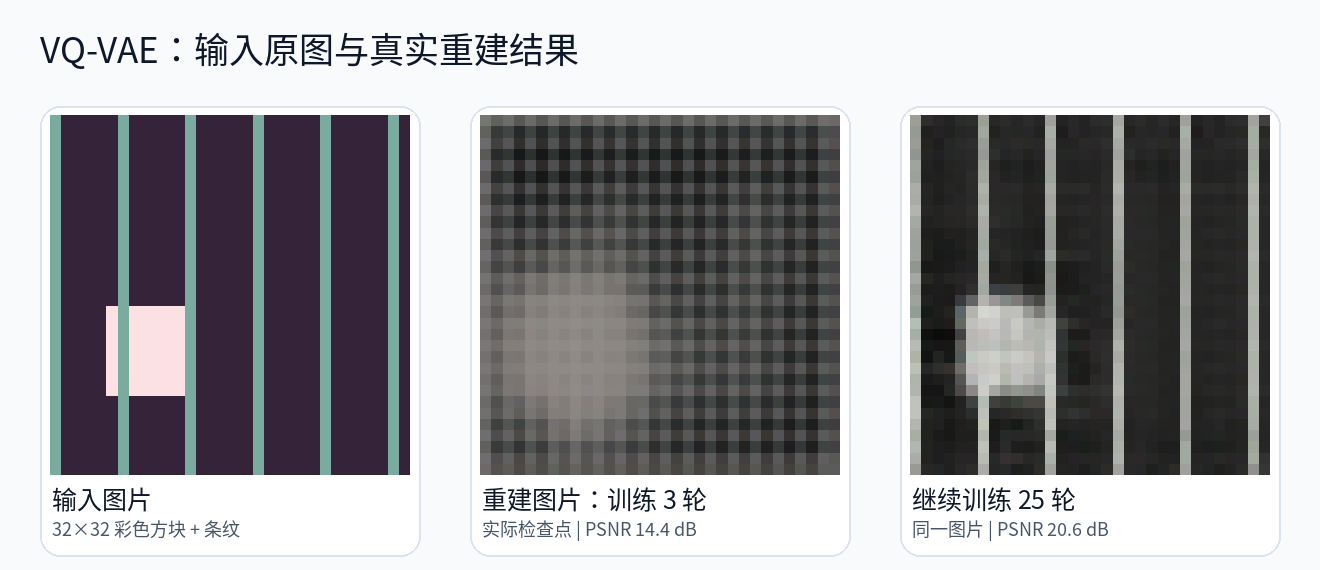 VQ-VAE：输入原图与真实重建结果
输入图片
32×32 彩色方块 + 条纹
重建图片：训练 3 轮
实际检查点 | PSNR 14.4 dB
继续训练 25 轮
同一图片 | PSNR 20.6 dB